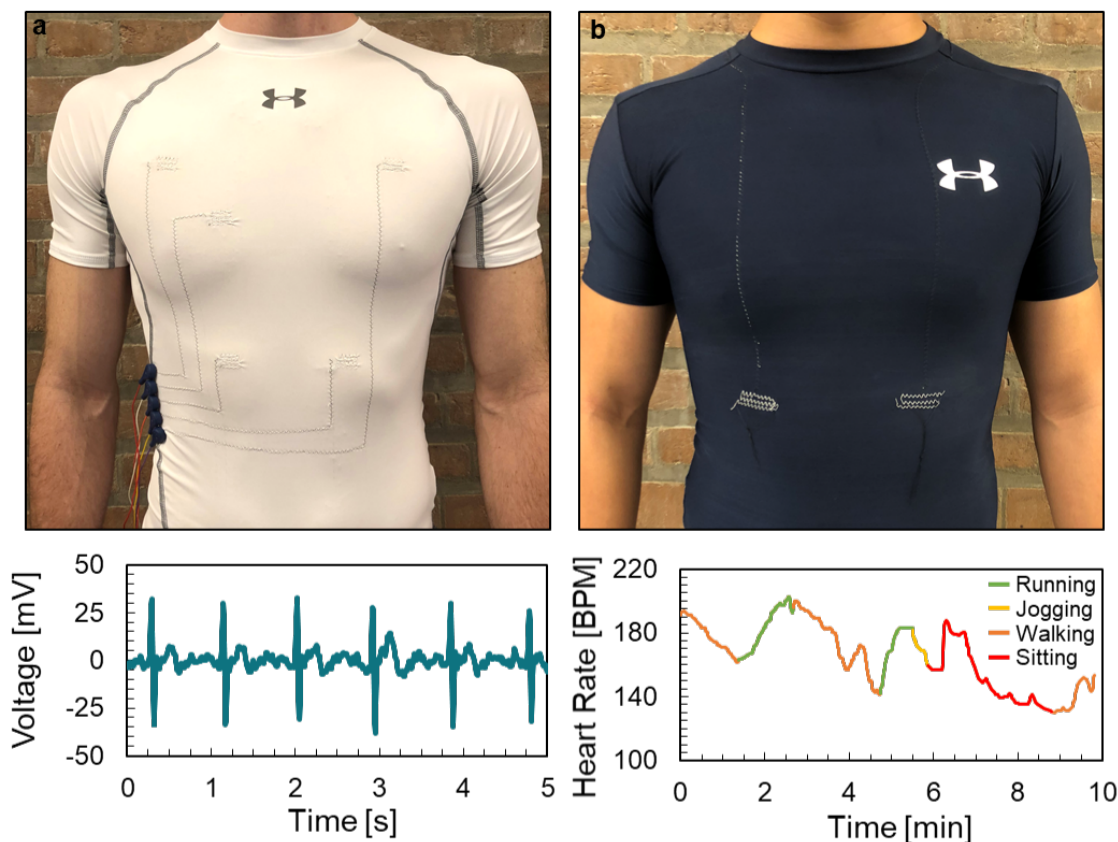 a
b
50
25
0
-25
-50
Voltage [mV]
0 1 2 3 4 5
Time [s]
220
180
140
100
Heart Rate [BPM]
Running
Jogging
Walking
Sitting
0 2 4 6 8 10
Time [min]